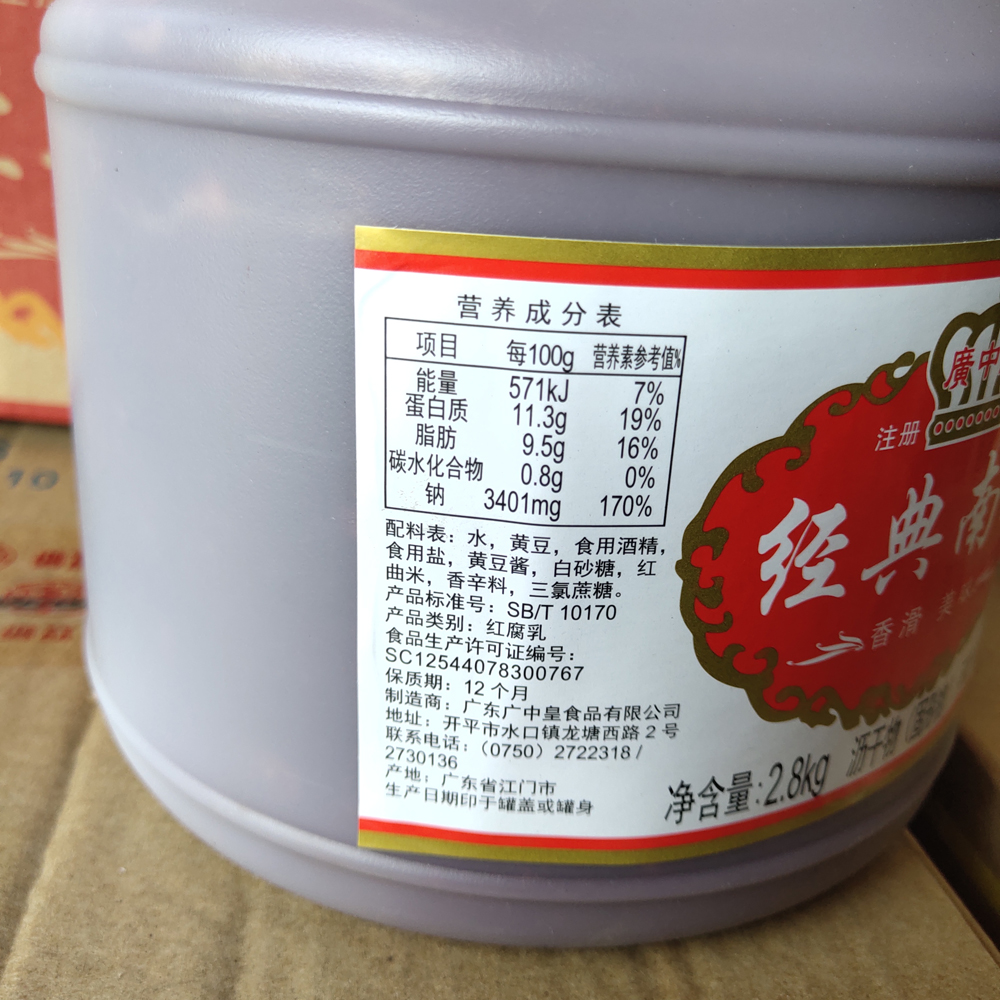 营养成分表
项目 每100g 营养素参考值%
能量 571kJ 7%
蛋白质 11.3g 19%
脂肪 9.5g 16%
碳水化合物 0.8g 0%
钠 3401mg 170%
配料表：水，黄豆，食用酒精，
食用盐，黄豆酱，白砂糖，红
曲米，香辛料，三氯蔗糖。
产品标准号：SB/T 10170
产品类别：红腐乳
食品生产许可证编号：
SC12544078300767
保质期：12个月
制造商：广东广中皇食品有限公司
地址：开平市水口镇龙塘西路2号
联系电话：（0750）2722318/
2730136
产地：广东省江门市
生产日期印于罐盖或罐身
廣中
注册
经典南
香滑 美
净含量:2.8kg 沥干物
10